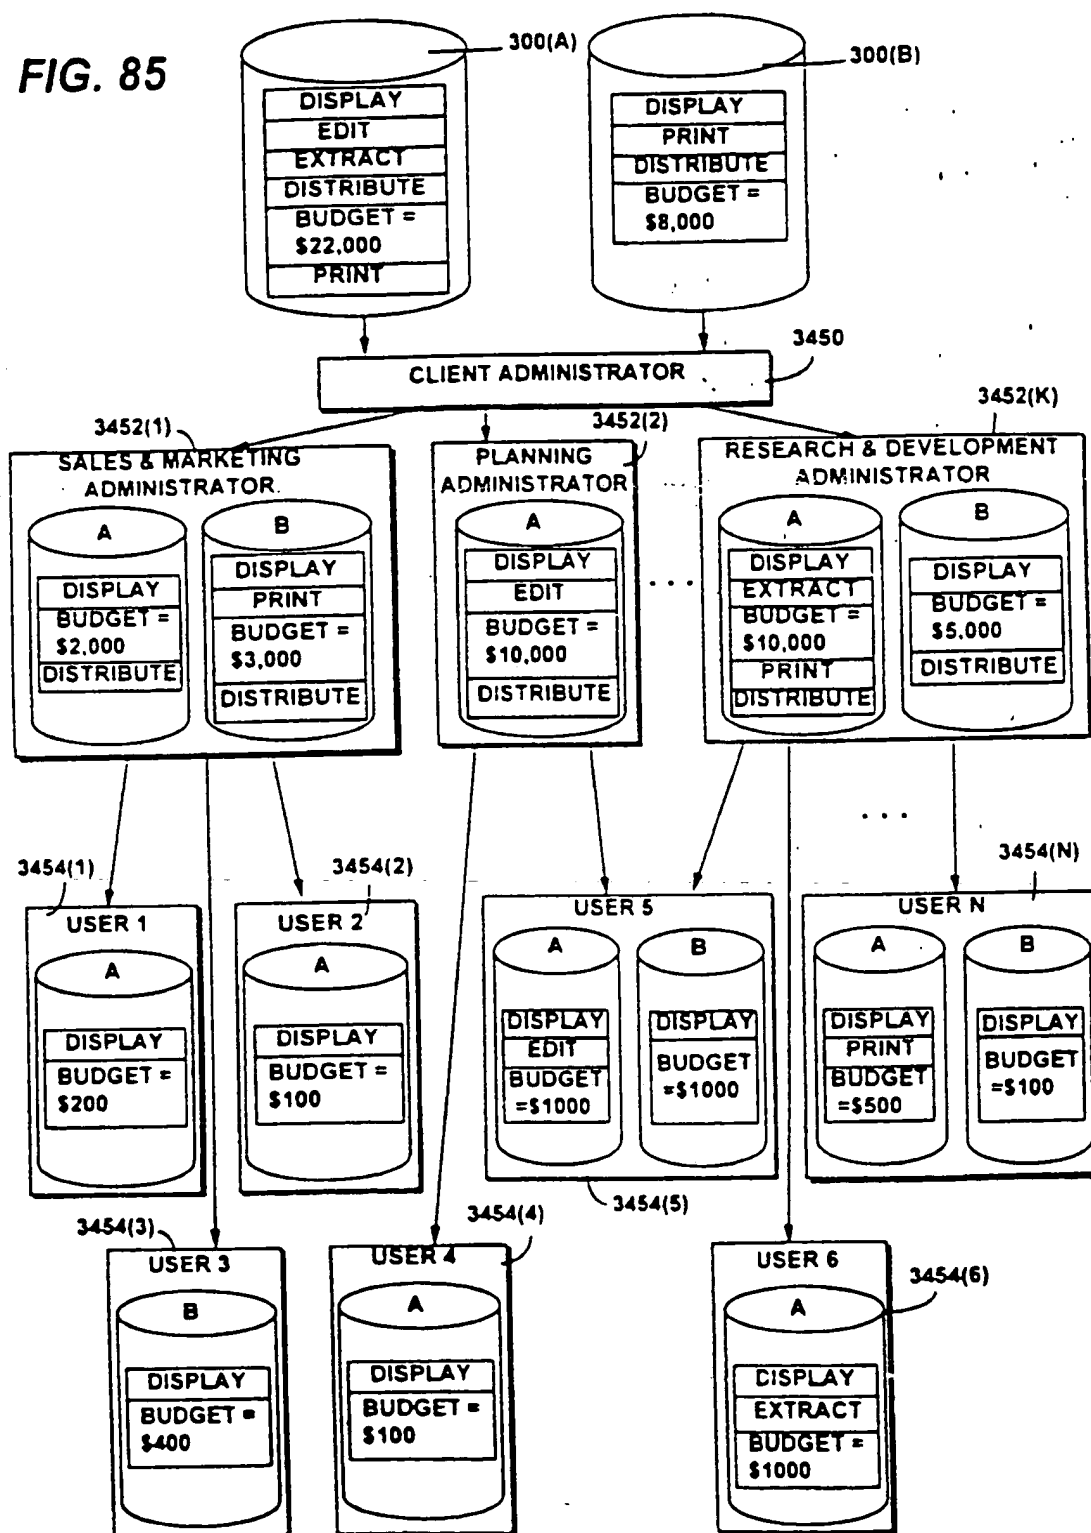 FIG. 85
300(A)
DISPLAY
EDIT
EXTRACT
DISTRIBUTE
BUDGET =
$22,000
PRINT
300(B)
DISPLAY
PRINT
DISTRIBUTE
BUDGET =
$8,000
CLIENT ADMINISTRATOR
3450
3452(1)
SALES & MARKETING
ADMINISTRATOR
A
DISPLAY
BUDGET =
$2,000
DISTRIBUTE
B
DISPLAY
PRINT
BUDGET =
$3,000
DISTRIBUTE
3452(2)
PLANNING
ADMINISTRATOR
A
DISPLAY
EDIT
BUDGET =
$10,000
DISTRIBUTE
...
3452(K)
RESEARCH & DEVELOPMENT
ADMINISTRATOR
A
DISPLAY
EXTRACT
BUDGET =
$10,000
PRINT
DISTRIBUTE
B
DISPLAY
BUDGET =
$5,000
DISTRIBUTE
...
3454(1)
USER 1
A
DISPLAY
BUDGET =
$200
3454(2)
USER 2
A
DISPLAY
BUDGET =
$100
USER 5
A
DISPLAY
EDIT
BUDGET
=$1000
B
DISPLAY
BUDGET
=$1000
3454(5)
3454(N)
USER N
A
DISPLAY
PRINT
BUDGET
=$500
B
DISPLAY
BUDGET
=$100
3454(3)
USER 3
B
DISPLAY
BUDGET =
$400
3454(4)
USER 4
A
DISPLAY
BUDGET =
$100
USER 6
3454(6)
A
DISPLAY
EXTRACT
BUDGET =
$1000